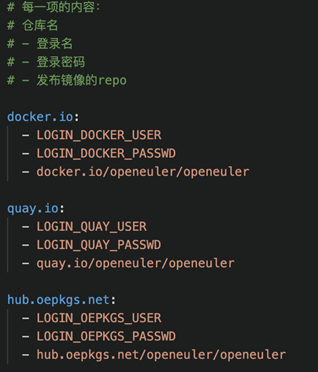 # 每一项的内容:
# 仓库名
# - 登录名
# - 登录密码
# - 发布镜像的repo
docker.io:
- LOGIN_DOCKER_USER
- LOGIN_DOCKER_PASSWD
- docker.io/openeuler/openeuler
quay.io:
- LOGIN_QUAY_USER
- LOGIN_QUAY_PASSWD
- quay.io/openeuler/openeuler
hub.oepkgs.net:
- LOGIN_OEPKGS_USER
- LOGIN_OEPKGS_PASSWD
- hub.oepkgs.net/openeuler/openeuler